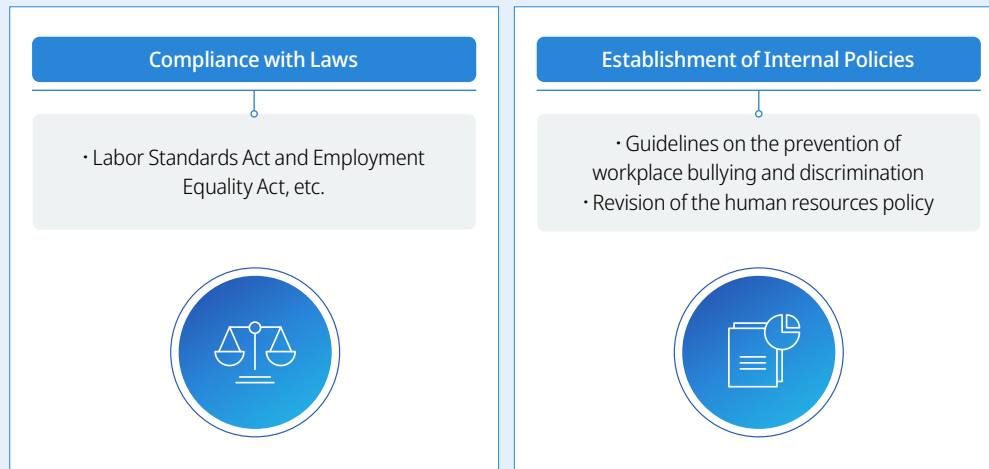 Compliance with Laws
· Labor Standards Act and Employment
Equality Act, etc.
Establishment of Internal Policies
· Guidelines on the prevention of
workplace bullying and discrimination
· Revision of the human resources policy